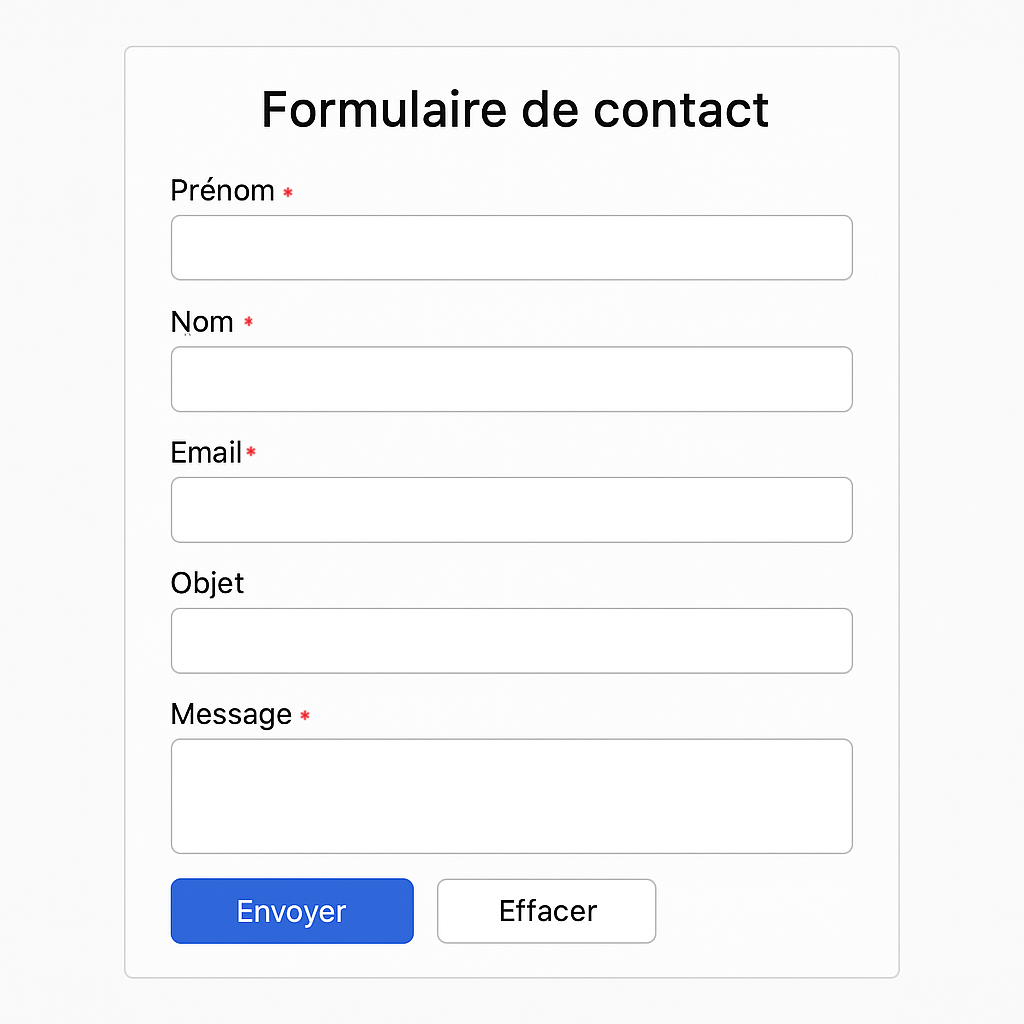 Formulaire de contact
Prénom *
Nom *
Email*
Objet
Message *
Envoyer
Effacer